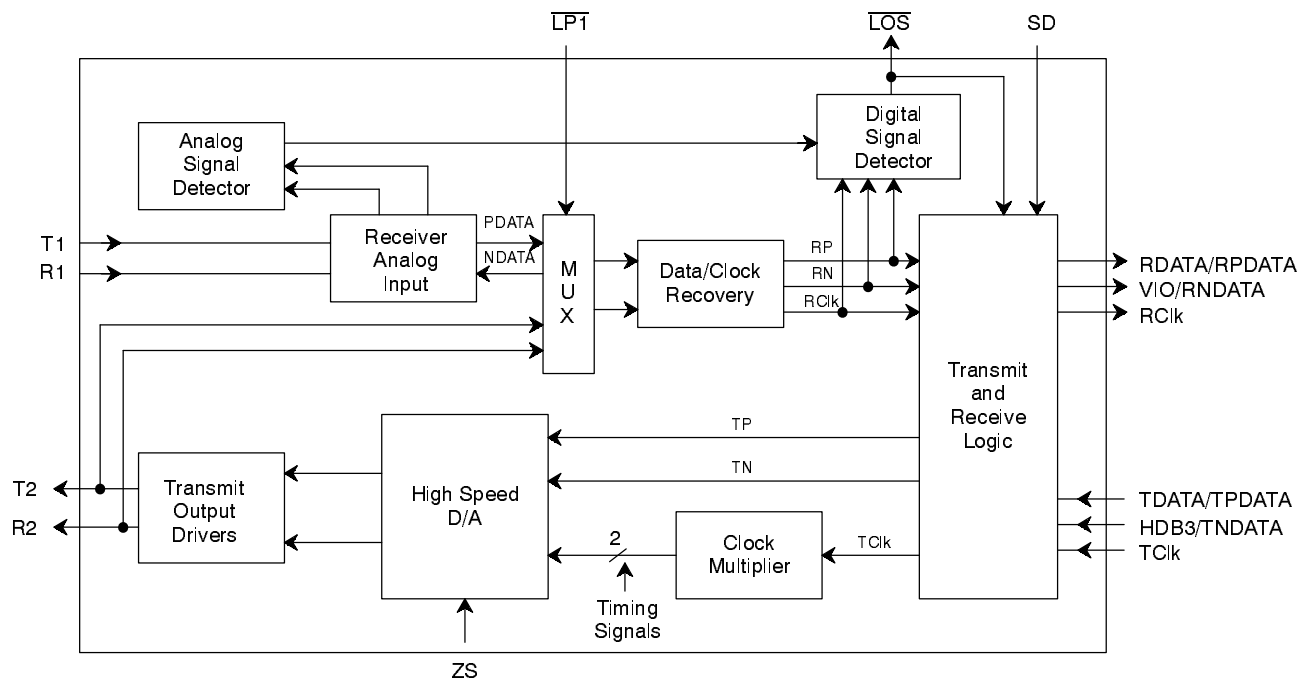 LP1
LOS
SD
Analog
Signal
Detector
Digital
Signal
Detector
T1
R1
Receiver
Analog
Input
PDATA
NDATA
M
U
X
Data/Clock
Recovery
RP
RN
RClk
Transmit
and
Receive
Logic
RDATA/RPDATA
VIO/RNDATA
RClk
T2
R2
Transmit
Output
Drivers
High Speed
D/A
TP
TN
2
Timing
Signals
Clock
Multiplier
TClk
TDATA/TPDATA
HDB3/TNDATA
TClk
ZS